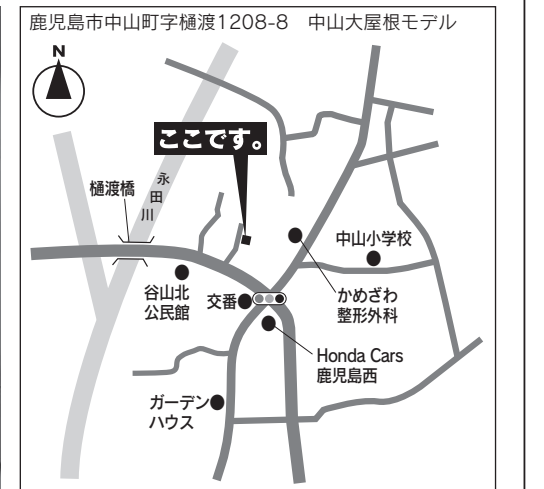 鹿児島市中山町字樋渡1208-8　中山大屋根モデル
N
ここです。
樋渡橋
永田川
中山小学校
谷山北
公民館
交番
かめざわ
整形外科
Honda Cars
鹿児島西
ガーデン
ハウス